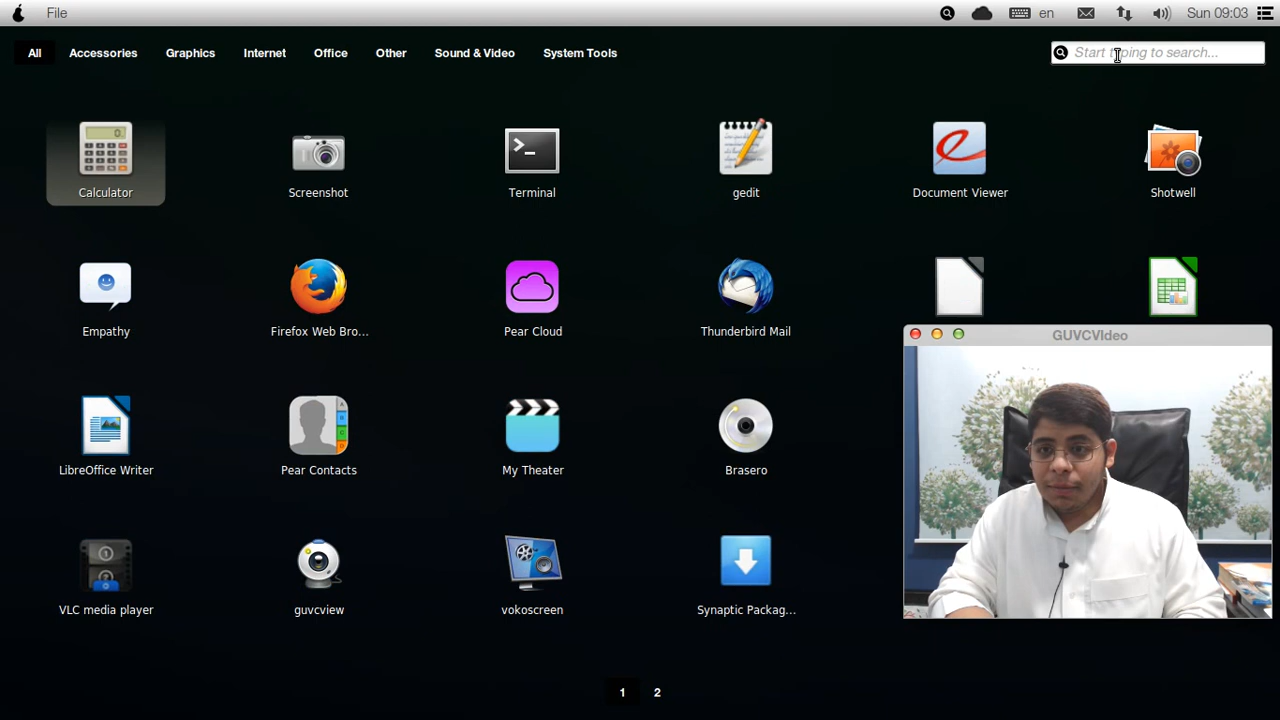 File
en
Sun 09:03
All
Accessories
Graphics
Internet
Office
Other
Sound & Video
System Tools
Start typing to search...
Calculator
Screenshot
Terminal
gedit
Document Viewer
Shotwell
Empathy
Firefox Web Bro...
Pear Cloud
Thunderbird Mail
GUVCVIdeo
LibreOffice Writer
Pear Contacts
My Theater
Brasero
VLC media player
guvcview
vokoscreen
Synaptic Packag...
1
2